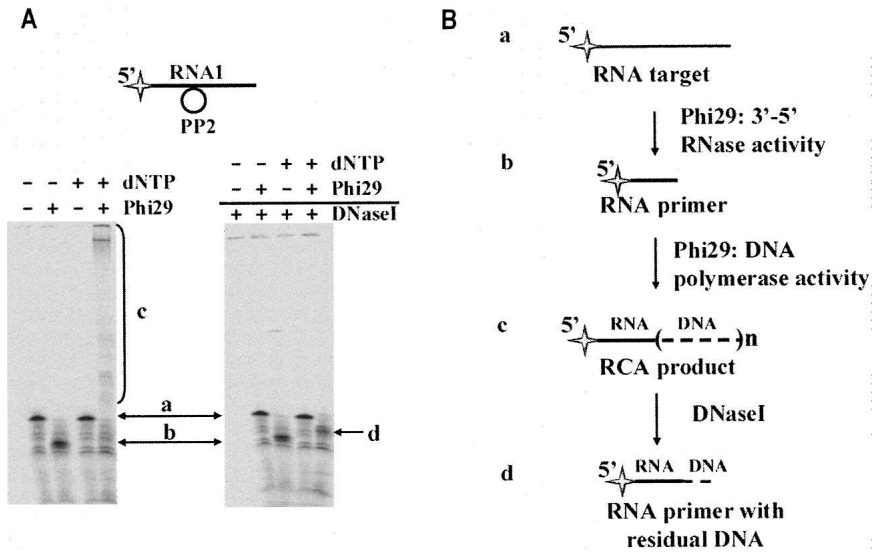 A
5' RNA1
PP2
- - + + dNTP
- + - + Phi29
c
a
b
- - + + dNTP
- + - + Phi29
+ + + + DNaseI
d
B
a
5'
RNA target
Phi29: 3'-5'
RNase activity
b
5'
RNA primer
Phi29: DNA
polymerase activity
c
5' RNA ( DNA )n
RCA product
DNaseI
d
5' RNA DNA
RNA primer with
residual DNA